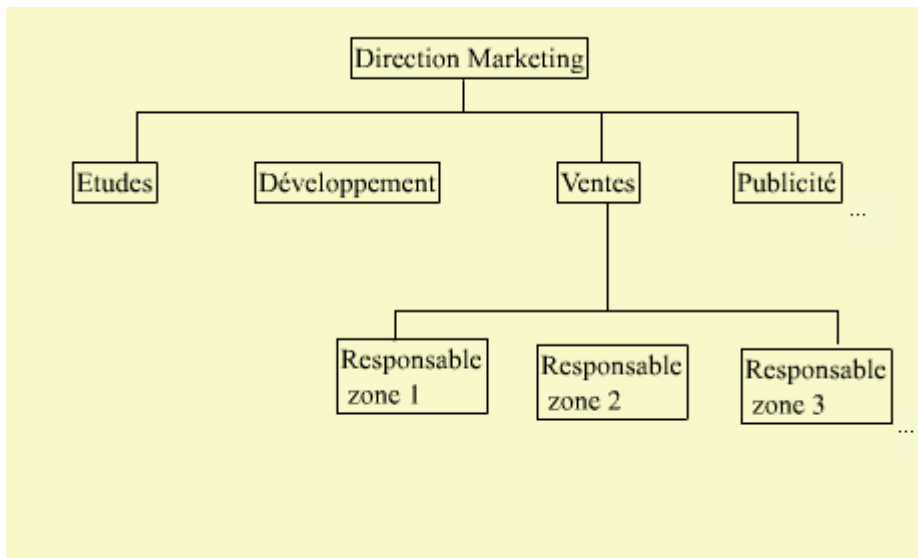 Direction Marketing
Etudes
Développement
Ventes
Publicité
...
Responsable
zone 1
Responsable
zone 2
Responsable
zone 3
...